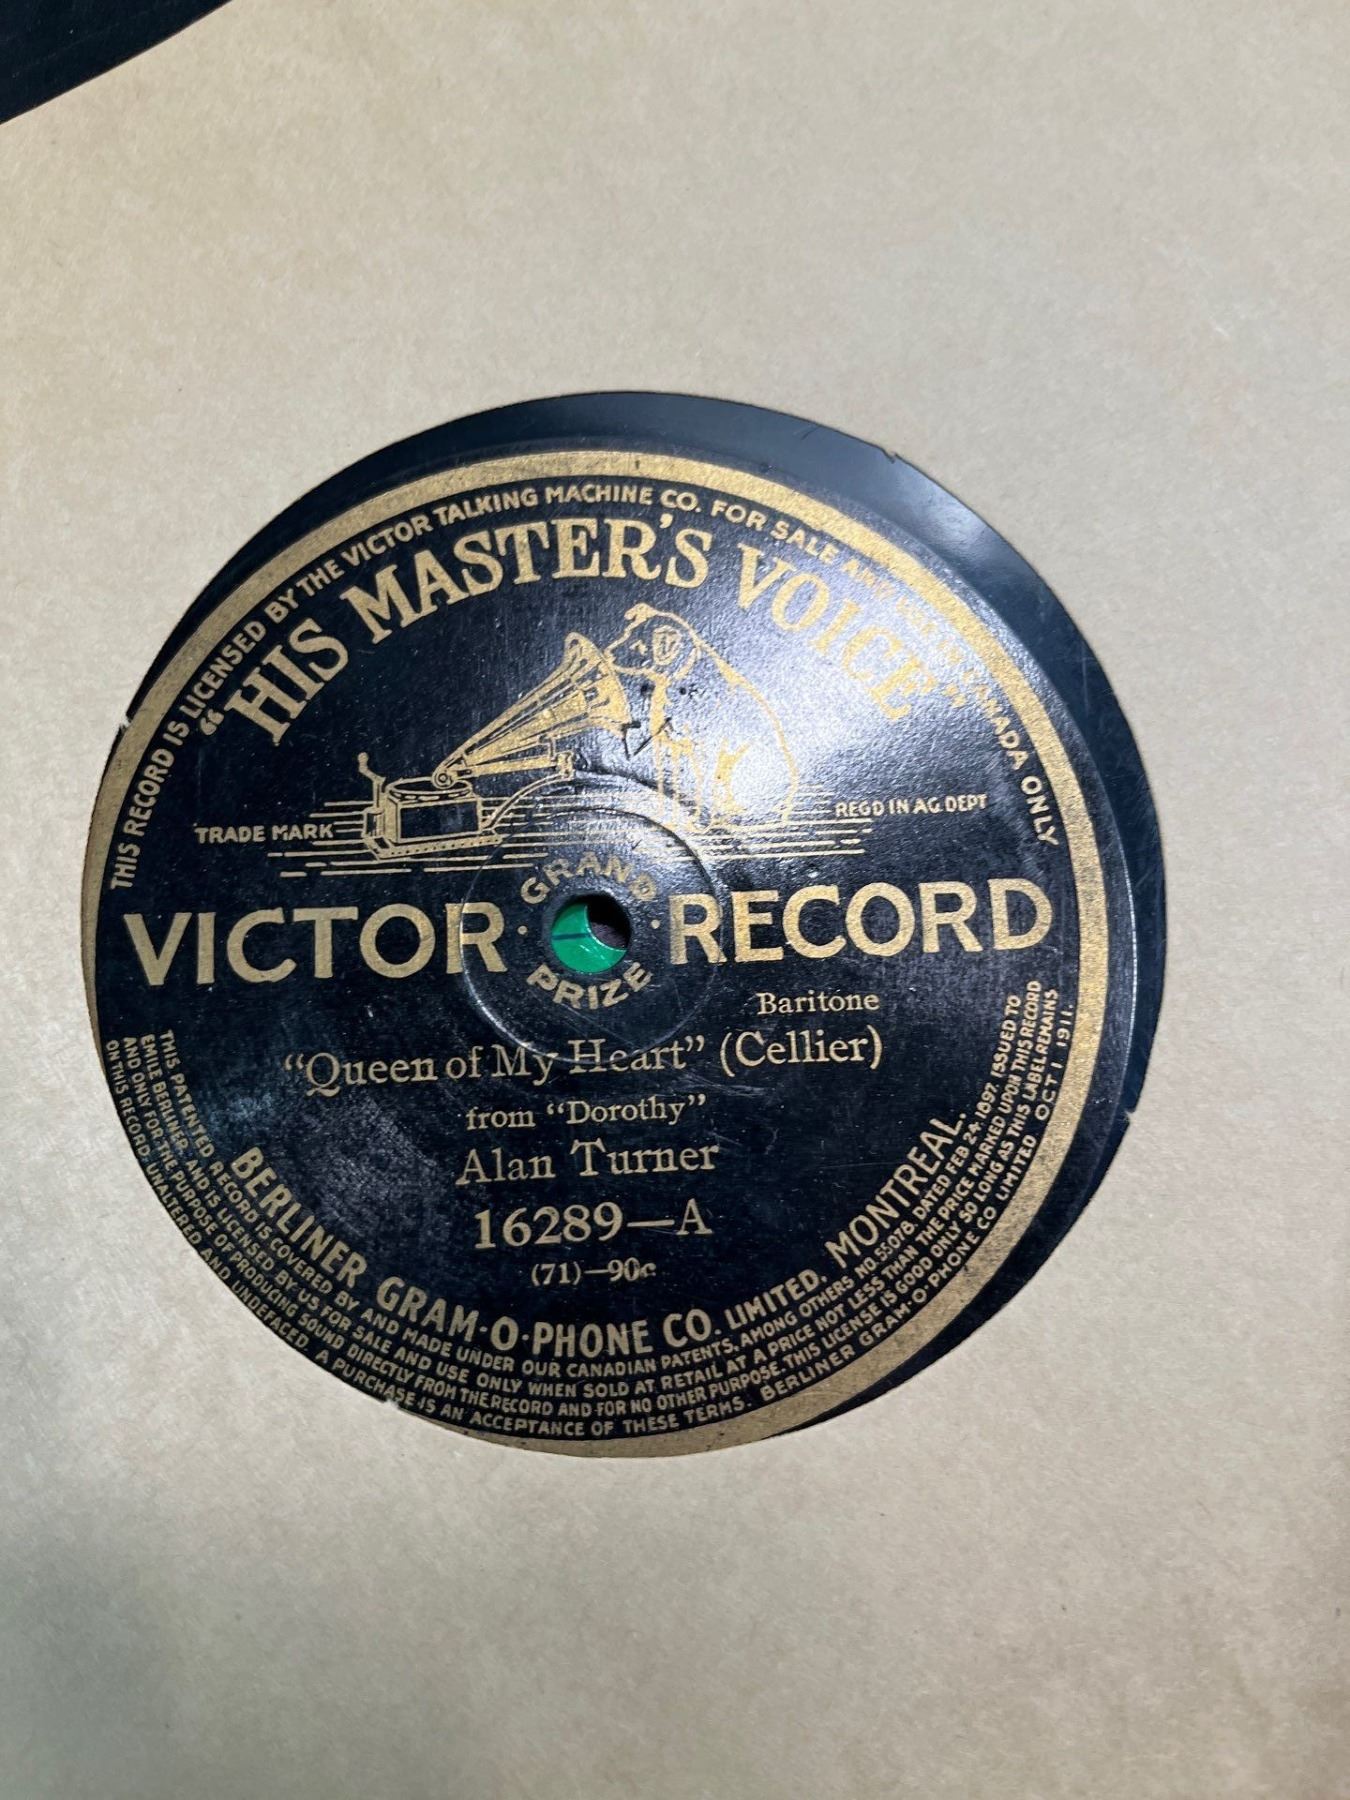 THIS RECORD IS LICENSED BY THE VICTOR TALKING MACHINE CO. FOR SALE AND USE IN CANADA ONLY
"HIS MASTER'S VOICE"
TRADE MARK
REG'D IN AG. DEPT
VICTOR · GRAND PRIZE · RECORD
Baritone
"Queen of My Heart" (Cellier)
from "Dorothy"
Alan Turner
16289—A
(71)—90c
BERLINER GRAM-O-PHONE CO. LIMITED, MONTREAL.
THIS PATENTED RECORD IS COVERED BY AND MADE UNDER OUR CANADIAN PATENTS, AMONG OTHERS NO. 55078, DATED FEB 24, 1897, ISSUED TO
EMILE BERLINER, AND IS LICENSED BY US FOR SALE AND USE ONLY WHEN SOLD AT RETAIL AT A PRICE NOT LESS THAN THE PRICE MARKED UPON THIS RECORD
AND ONLY FOR THE PURPOSE OF PRODUCING SOUND DIRECTLY FROM THE RECORD AND FOR NO OTHER PURPOSE, THIS LICENSE IS GOOD ONLY SO LONG AS THIS LABEL REMAINS
ON THIS RECORD, UNALTERED AND UNDEFACED. A PURCHASE IS AN ACCEPTANCE OF THESE TERMS. BERLINER GRAM-O-PHONE CO LIMITED OCT 1 1911.